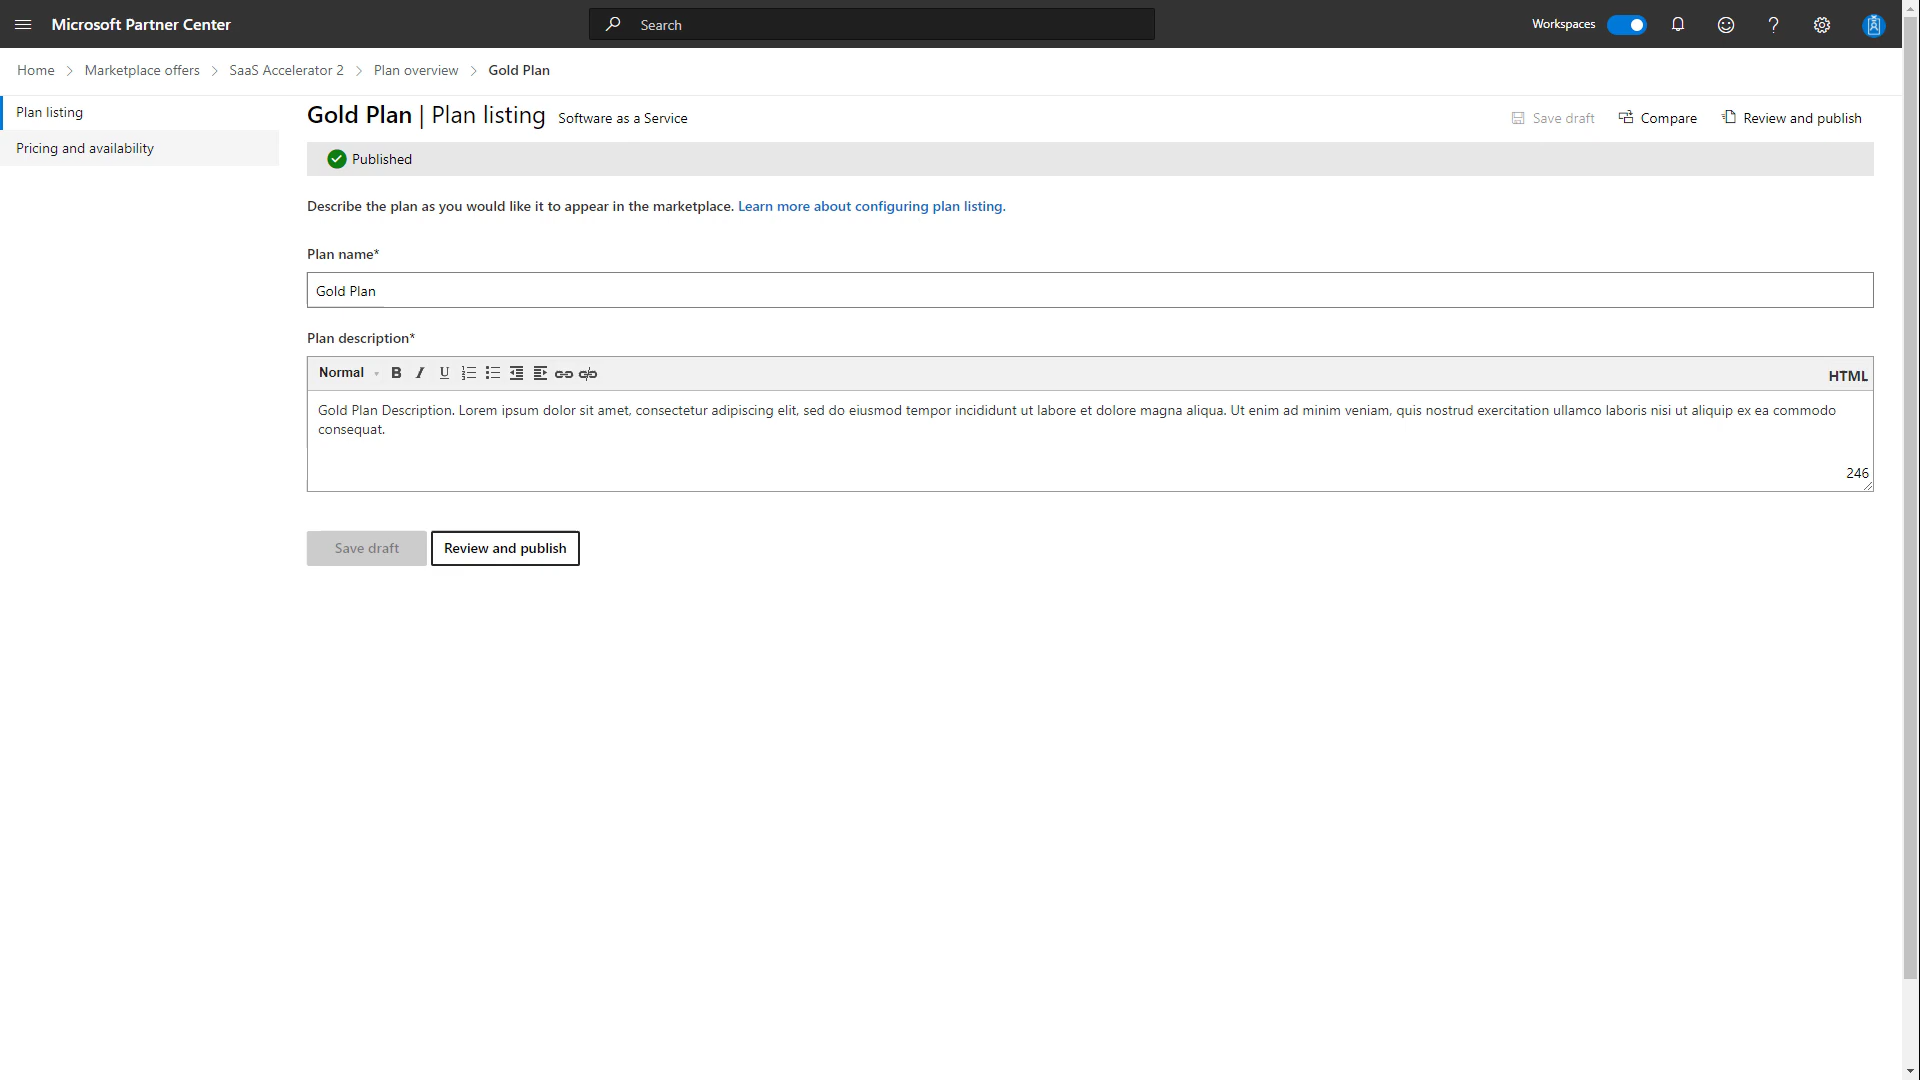 Microsoft Partner Center
Search
Workspaces
Home > Marketplace offers > SaaS Accelerator 2 > Plan overview > Gold Plan
Plan listing
Pricing and availability
Gold Plan | Plan listing Software as a Service
Save draft Compare Review and publish
Published
Describe the plan as you would like it to appear in the marketplace. Learn more about configuring plan listing.
Plan name*
Gold Plan
Plan description*
Normal B I U
HTML
Gold Plan Description. Lorem ipsum dolor sit amet, consectetur adipiscing elit, sed do eiusmod tempor incididunt ut labore et dolore magna aliqua. Ut enim ad minim veniam, quis nostrud exercitation ullamco laboris nisi ut aliquip ex ea commodo
consequat.
246
Save draft Review and publish